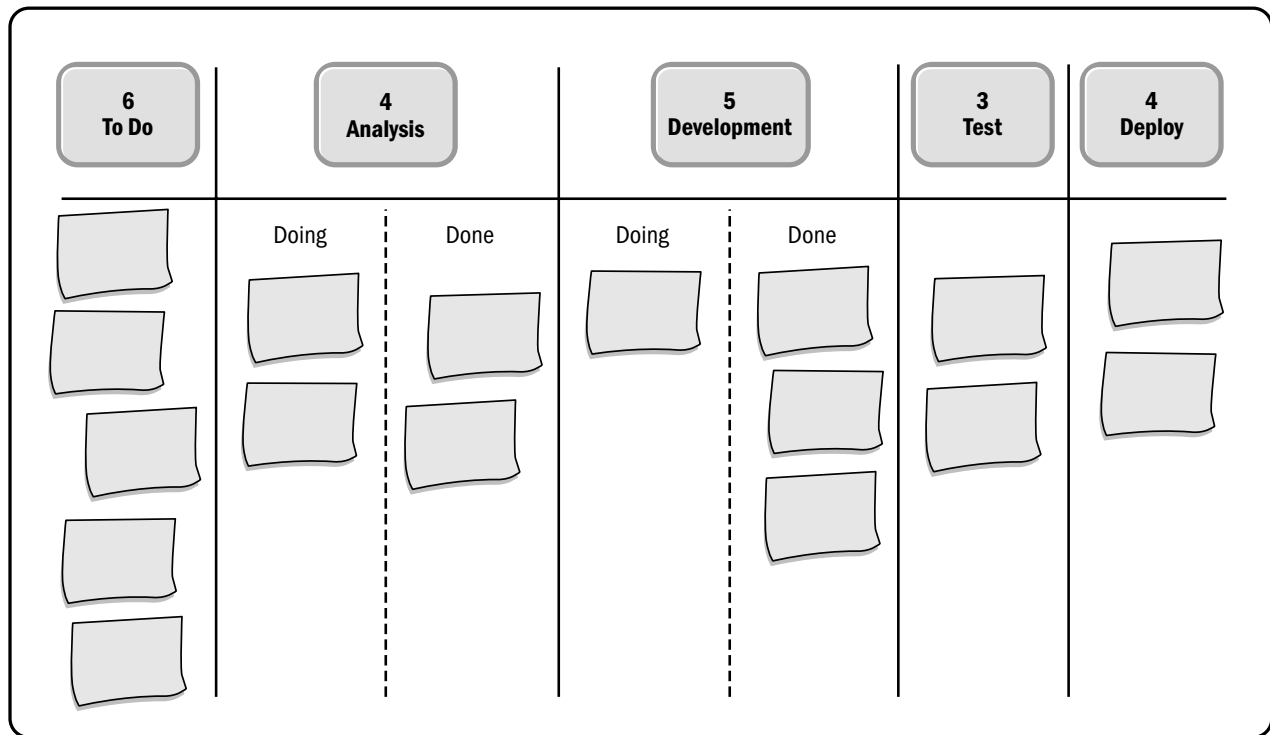 6
To Do
4
Analysis
5
Development
3
Test
4
Deploy
Doing
Done
Doing
Done